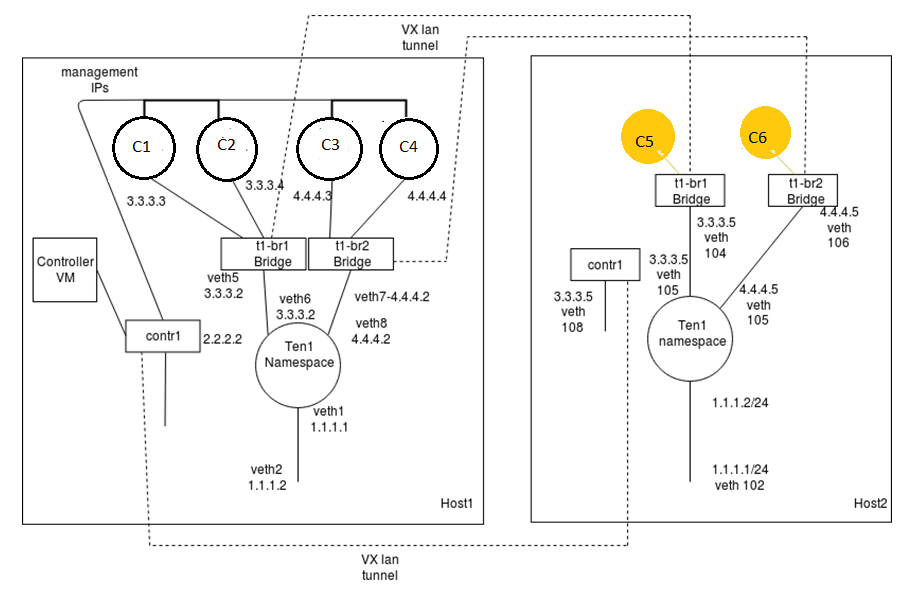 VX lan
tunnel
management
IPs
C1
C2
C3
C4
3.3.3.3
3.3.3.4
4.4.4.3
4.4.4.4
Controller
VM
t1-br1
Bridge
t1-br2
Bridge
veth5
3.3.3.2
veth6
3.3.3.2
veth7-4.4.4.2
veth8
4.4.4.2
contr1
2.2.2.2
Ten1
Namespace
veth1
1.1.1.1
veth2
1.1.1.2
Host1
C5
C6
t1-br1
Bridge
t1-br2
Bridge
3.3.3.5
veth
104
4.4.4.5
veth
106
contr1
3.3.3.5
veth
108
3.3.3.5
veth
105
4.4.4.5
veth
105
Ten1
namespace
1.1.1.2/24
1.1.1.1/24
veth 102
Host2
VX lan
tunnel